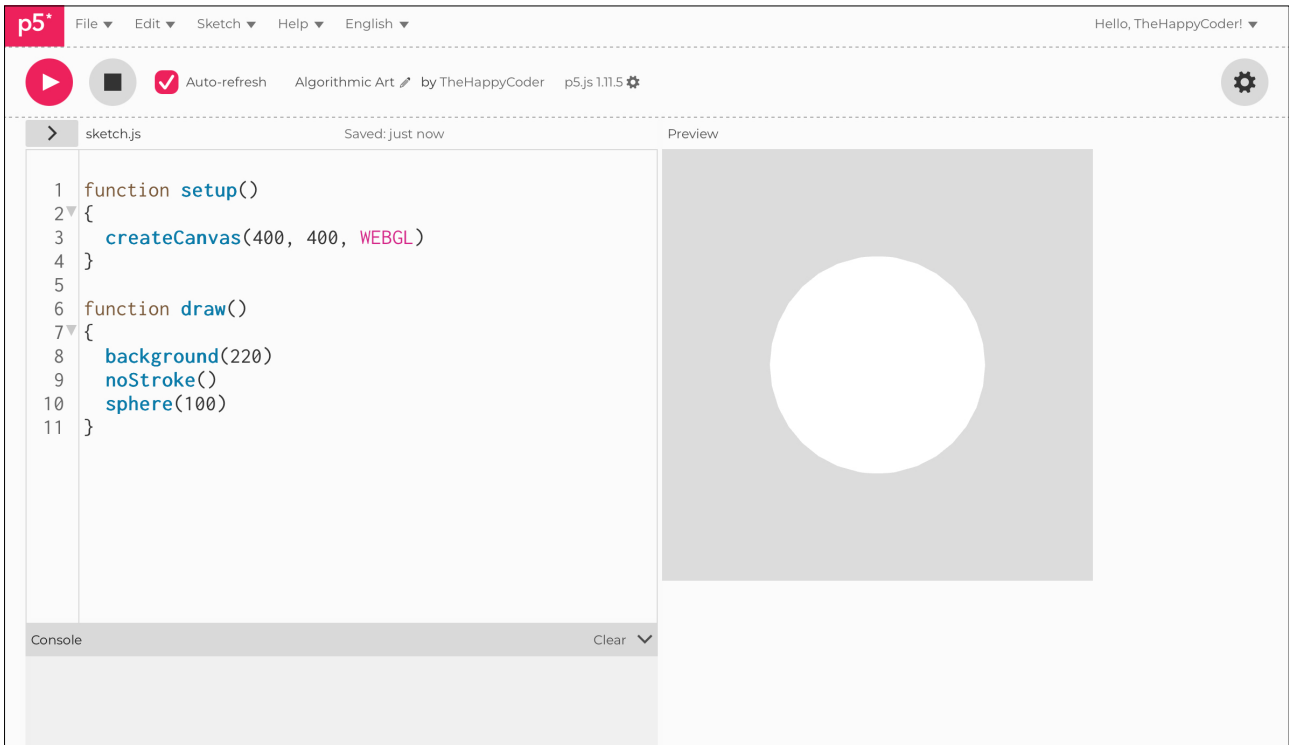 p5* File Edit Sketch Help English Hello, TheHappyCoder!
Auto-refresh Algorithmic Art by TheHappyCoder p5.js 1.11.5
> sketch.js Saved: just now Preview
1 function setup()
2 {
3 createCanvas(400, 400, WEBGL)
4 }
5
6 function draw()
7 {
8 background(220)
9 noStroke()
10 sphere(100)
11 }
Console Clear